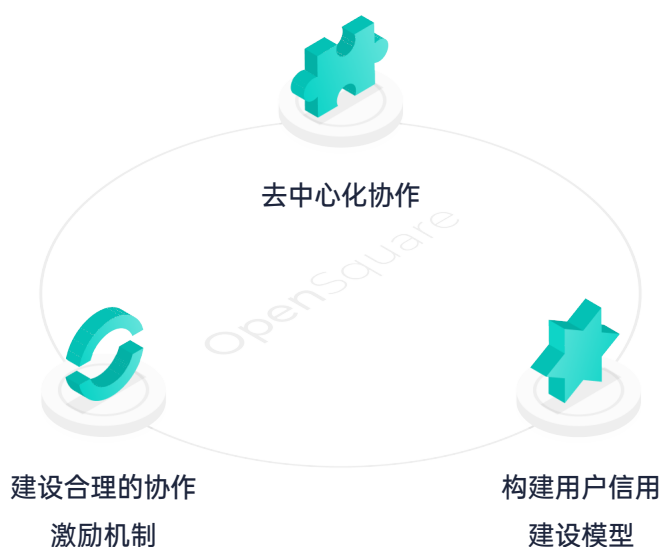 去中心化协作
OpenSquare
建设合理的协作
激励机制
构建用户信用
建设模型